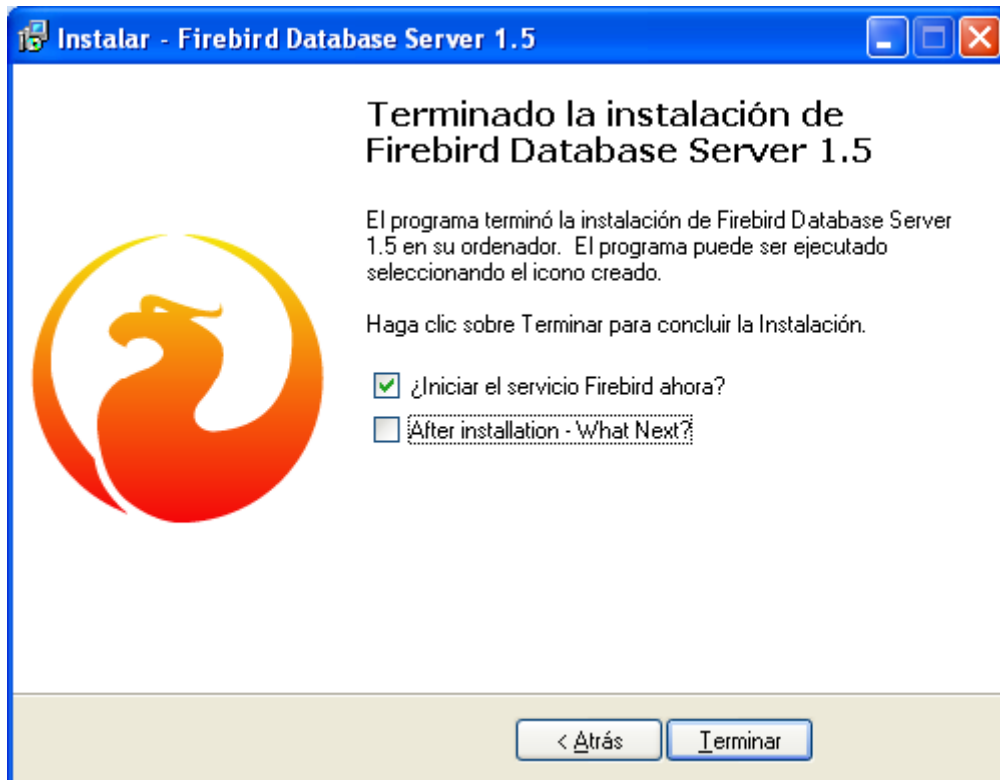 Instalar - Firebird Database Server 1.5
Terminado la instalación de
Firebird Database Server 1.5
El programa terminó la instalación de Firebird Database Server
1.5 en su ordenador.  El programa puede ser ejecutado
seleccionando el icono creado.
Haga clic sobre Terminar para concluir la Instalación.
¿Iniciar el servicio Firebird ahora?
After installation - What Next?
< Atrás
Terminar